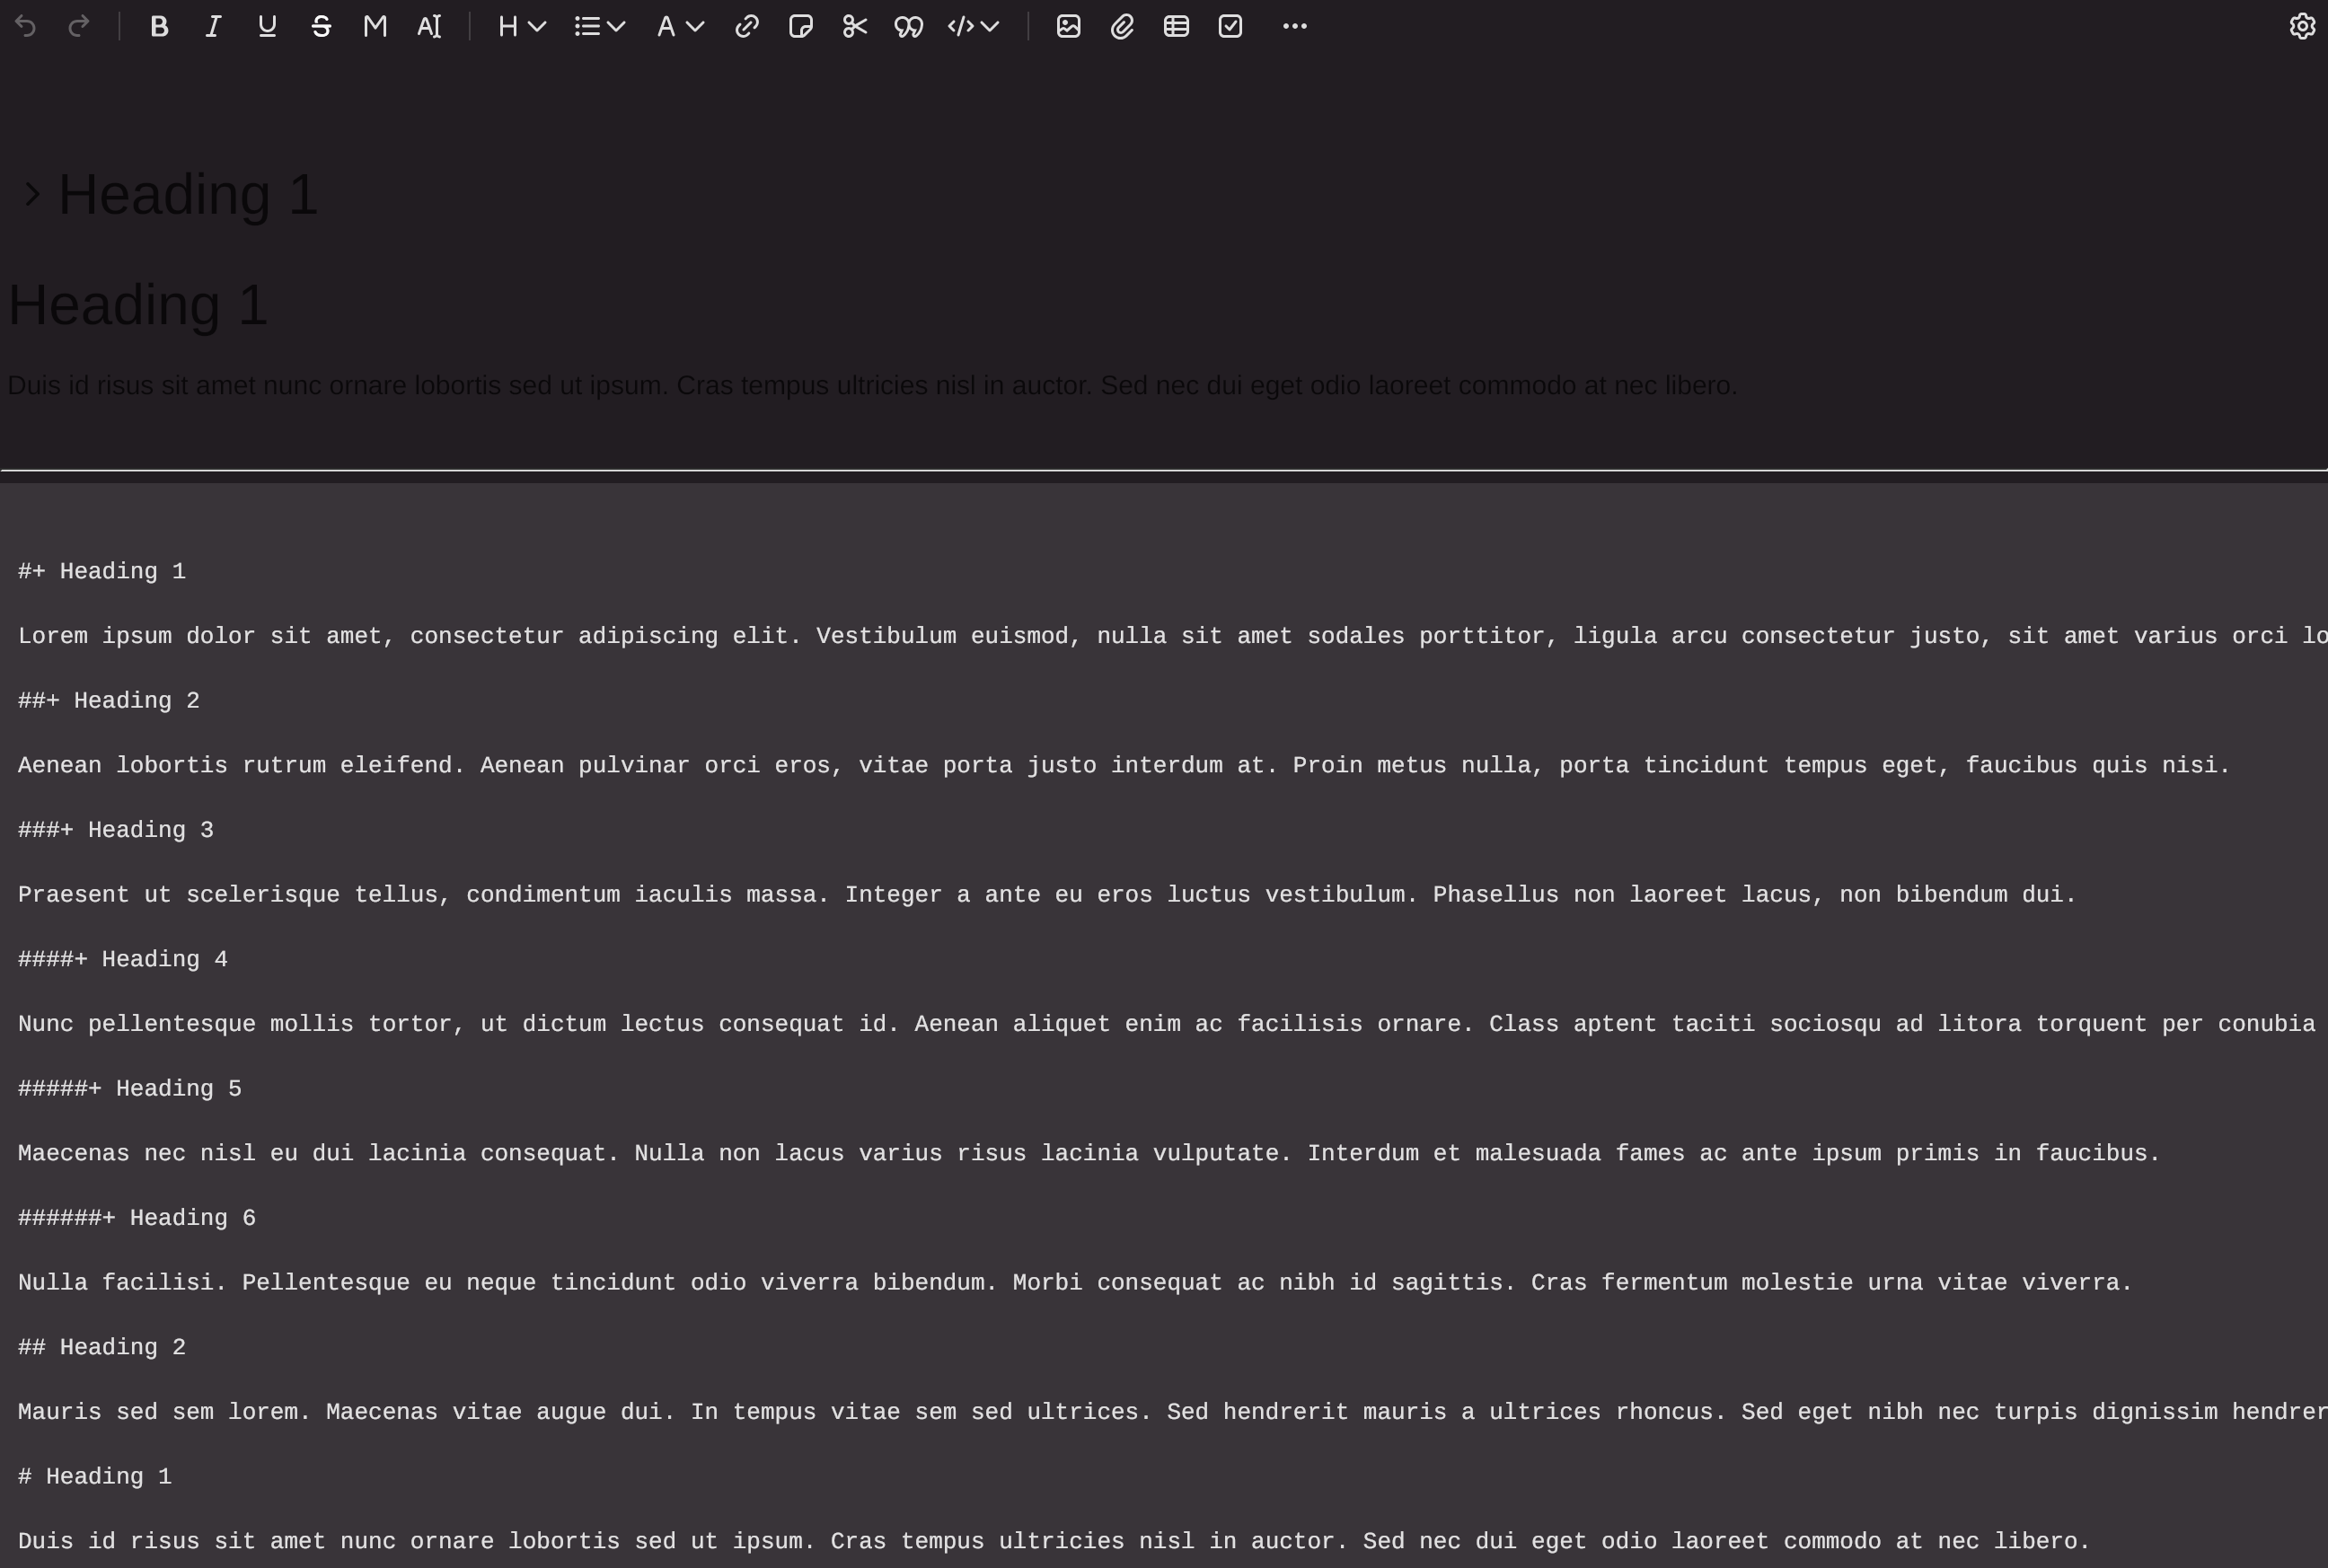 B I U S M A
H A
Heading 1
Heading 1
Duis id risus sit amet nunc ornare lobortis sed ut ipsum. Cras tempus ultricies nisl in auctor. Sed nec dui eget odio laoreet commodo at nec libero.
#+ Heading 1
Lorem ipsum dolor sit amet, consectetur adipiscing elit. Vestibulum euismod, nulla sit amet sodales porttitor, ligula arcu consectetur justo, sit amet varius orci lo
##+ Heading 2
Aenean lobortis rutrum eleifend. Aenean pulvinar orci eros, vitae porta justo interdum at. Proin metus nulla, porta tincidunt tempus eget, faucibus quis nisi.
###+ Heading 3
Praesent ut scelerisque tellus, condimentum iaculis massa. Integer a ante eu eros luctus vestibulum. Phasellus non laoreet lacus, non bibendum dui.
####+ Heading 4
Nunc pellentesque mollis tortor, ut dictum lectus consequat id. Aenean aliquet enim ac facilisis ornare. Class aptent taciti sociosqu ad litora torquent per conubia
#####+ Heading 5
Maecenas nec nisl eu dui lacinia consequat. Nulla non lacus varius risus lacinia vulputate. Interdum et malesuada fames ac ante ipsum primis in faucibus.
######+ Heading 6
Nulla facilisi. Pellentesque eu neque tincidunt odio viverra bibendum. Morbi consequat ac nibh id sagittis. Cras fermentum molestie urna vitae viverra.
## Heading 2
Mauris sed sem lorem. Maecenas vitae augue dui. In tempus vitae sem sed ultrices. Sed hendrerit mauris a ultrices rhoncus. Sed eget nibh nec turpis dignissim hendrer
# Heading 1
Duis id risus sit amet nunc ornare lobortis sed ut ipsum. Cras tempus ultricies nisl in auctor. Sed nec dui eget odio laoreet commodo at nec libero.